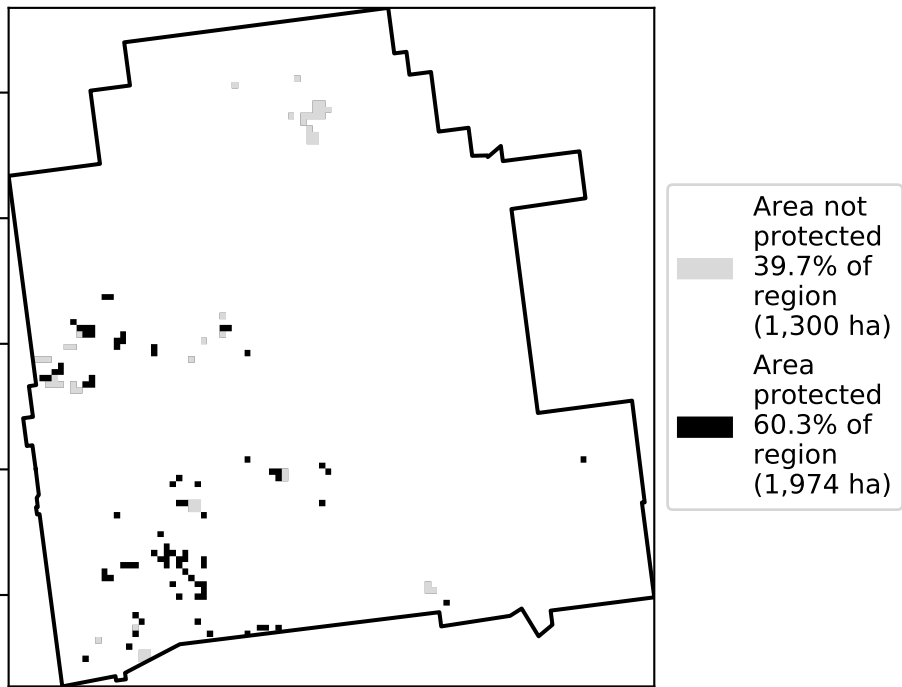 Area not
protected
39.7% of
region
(1,300 ha)
Area
protected
60.3% of
region
(1,974 ha)